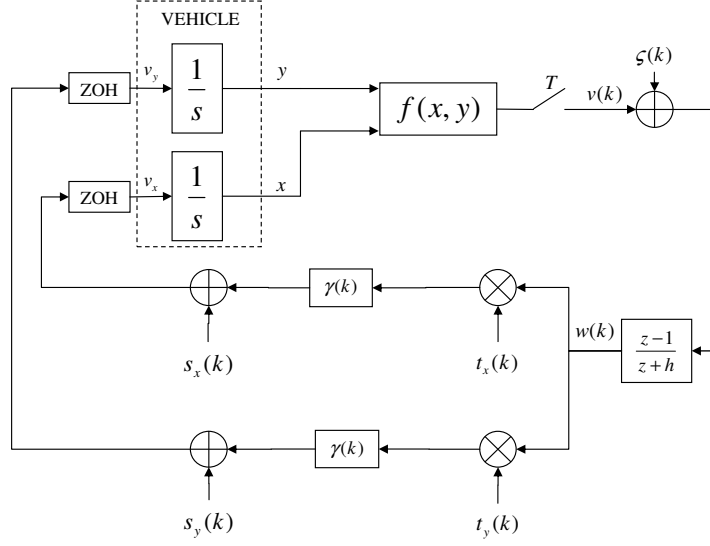 VEHICLE
ς(k)
ZOH
v_y
1/s
y
f(x, y)
T
v(k)
ZOH
v_x
1/s
x
γ(k)
w(k)
z−1/z+h
s_x(k)
t_x(k)
γ(k)
s_y(k)
t_y(k)